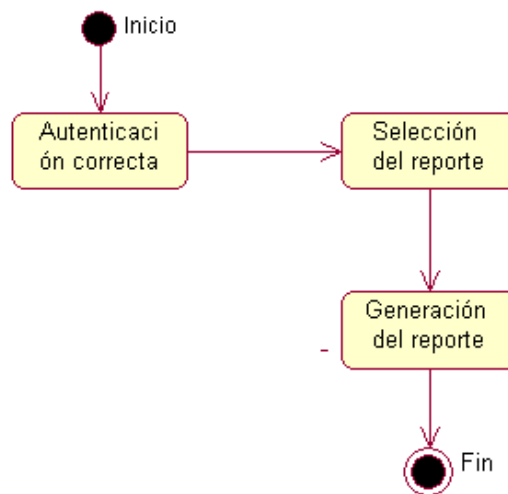 Inicio
Autenticaci
ón correcta
Selección
del reporte
Generación
del reporte
Fin